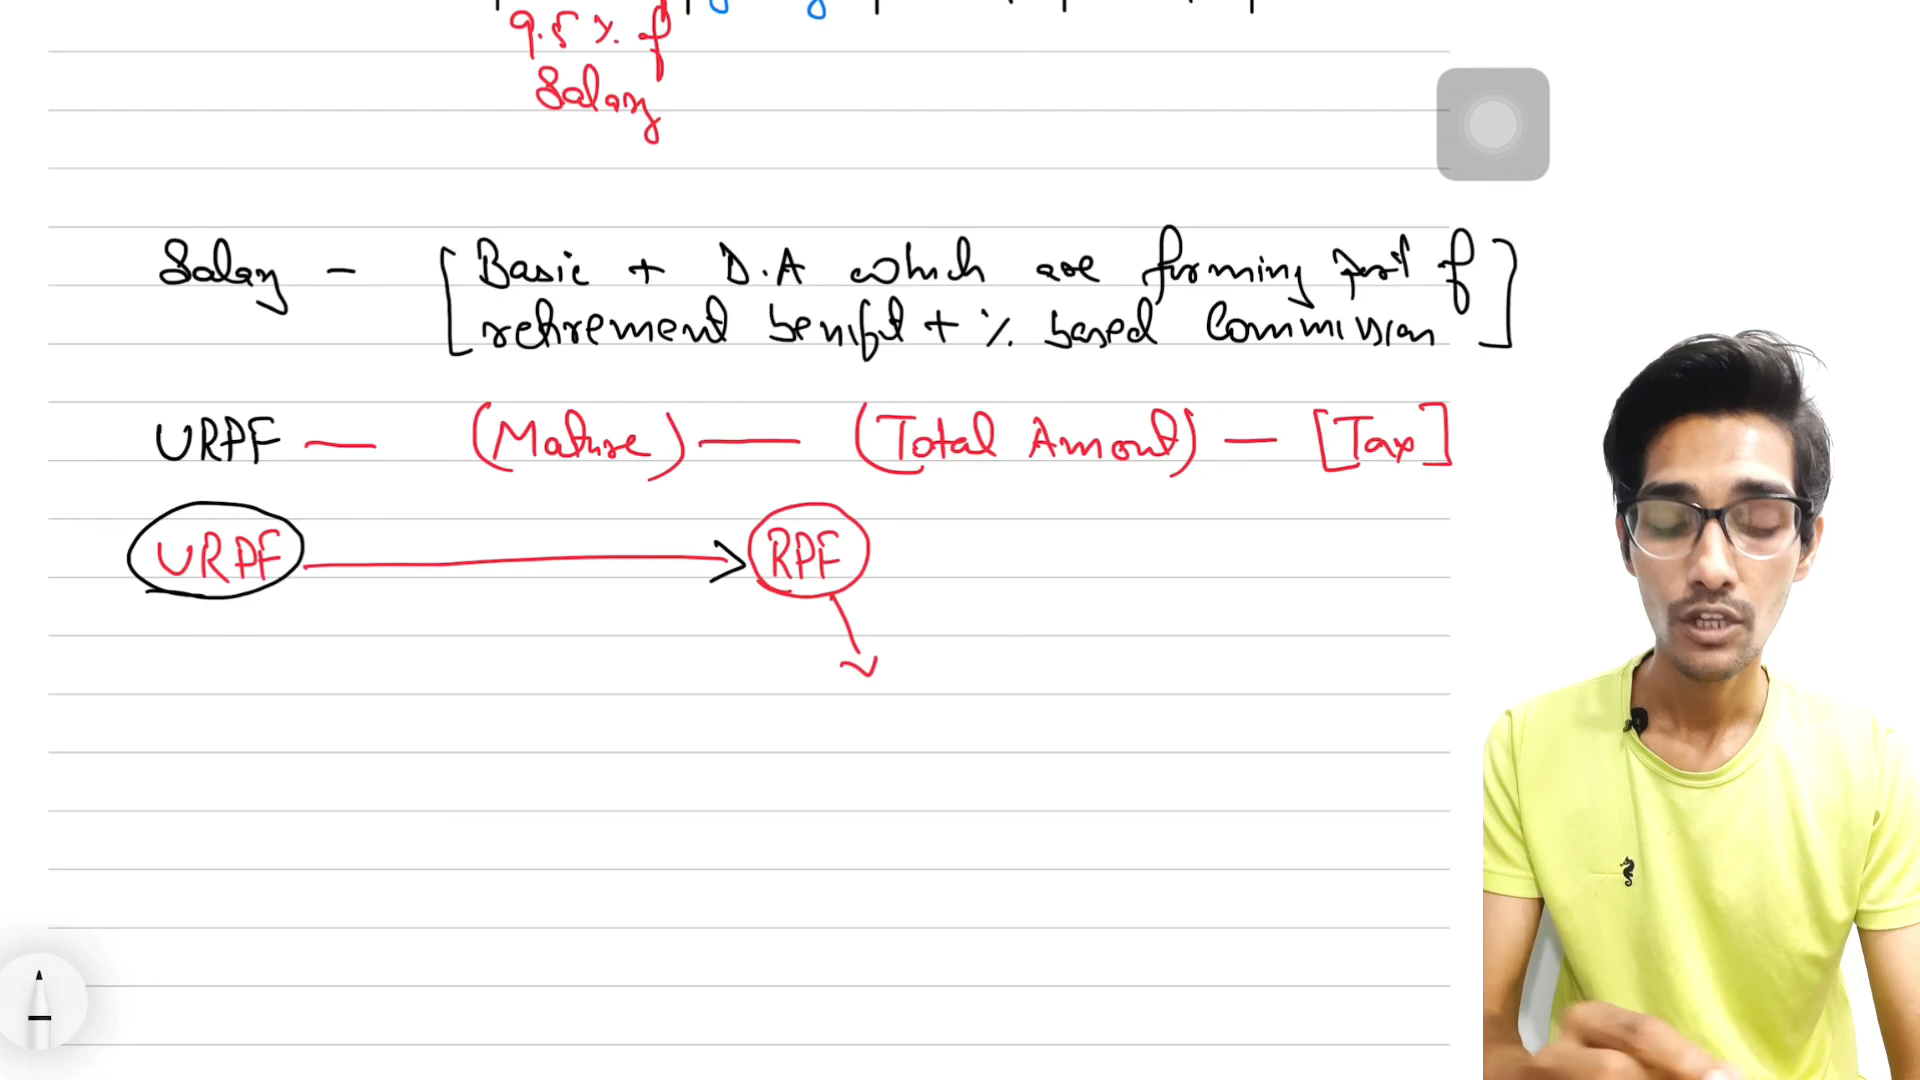 9.5 %. of
Salary
Salary - [Basic + D.A which are forming part of
retirement benifit + % based Commission]
URPF — (Mature) — (Total Amount) — [Tax]
URPF → RPF